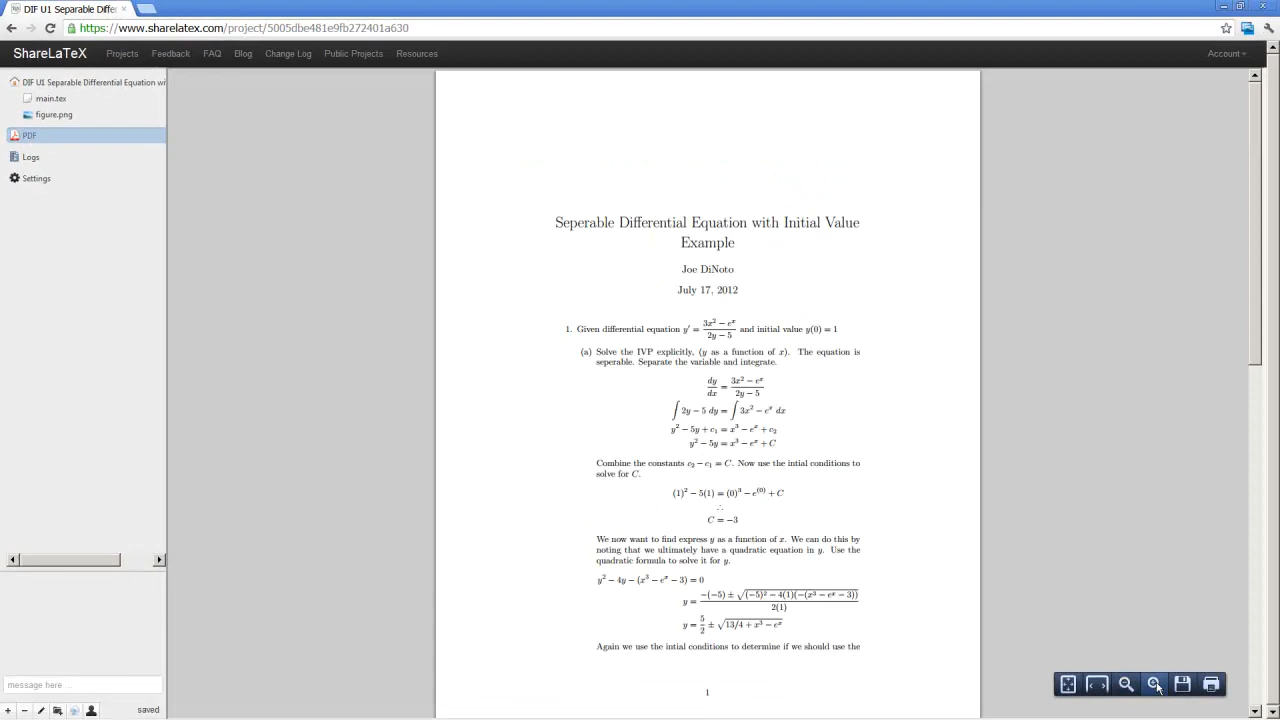 DIF U1 Separable Differ
https://www.sharelatex.com/project/5005dbe481e9fb272401a630
ShareLaTeX Projects Feedback FAQ Blog Change Log Public Projects Resources Account
DIF U1 Separable Differential Equation wi
main.tex
figure.png
PDF
Logs
Settings
message here ...
saved
Seperable Differential Equation with Initial Value
Example
Joe DiNoto
July 17, 2012
1. Given differential equation y′ = (3x² − eˣ)/(2y − 5) and initial value y(0) = 1
(a) Solve the IVP explicitly, (y as a function of x). The equation is
seperable. Separate the variable and integrate.
dy/dx = (3x² − eˣ)/(2y − 5)
∫ 2y − 5 dy = ∫ 3x² − eˣ dx
y² − 5y + c₁ = x³ − eˣ + c₂
y² − 5y = x³ − eˣ + C
Combine the constants c₂ − c₁ = C. Now use the intial conditions to
solve for C.
(1)² − 5(1) = (0)³ − e⁽⁰⁾ + C
∴
C = −3
We now want to find express y as a function of x. We can do this by
noting that we ultimately have a quadratic equation in y. Use the
quadratic formula to solve it for y.
y² − 4y − (x³ − eˣ − 3) = 0
y = (−(−5) ± √((−5)² − 4(1)(−(x³ − eˣ − 3))))/2(1)
y = 5/2 ± √(13/4 + x³ − eˣ)
Again we use the intial conditions to determine if we should use the
1